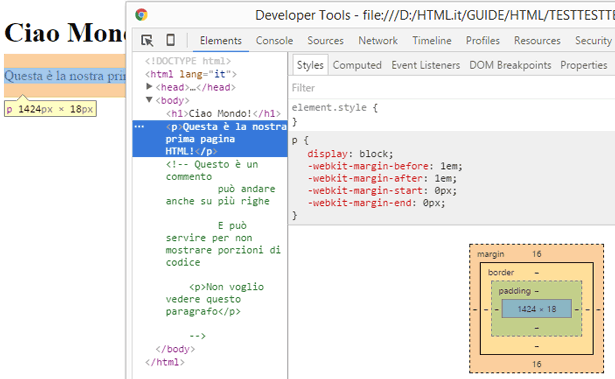 Ciao Mond
Questa è la nostra prim
p 1424px × 18px
Developer Tools - file:///D:/HTML.it/GUIDE/HTML/TESTTESTTE
Elements Console Sources Network Timeline Profiles Resources Security
<!DOCTYPE html>
<html lang="it">
<head>…</head>
<body>
<h1>Ciao Mondo!</h1>
<p>Questa è la nostra
prima pagina
HTML!</p>
<!-- Questo è un
commento
può andare
anche su più righe
E può
servire per non
mostrare porzioni di
codice
<p>Non voglio
vedere questo
paragrafo</p>
-->
</body>
</html>
Styles Computed Event Listeners DOM Breakpoints Properties
Filter
element.style {
}
p {
display: block;
-webkit-margin-before: 1em;
-webkit-margin-after: 1em;
-webkit-margin-start: 0px;
-webkit-margin-end: 0px;
}
margin 16
border -
padding -
- - - 1424 × 18 - - -
-
-
16